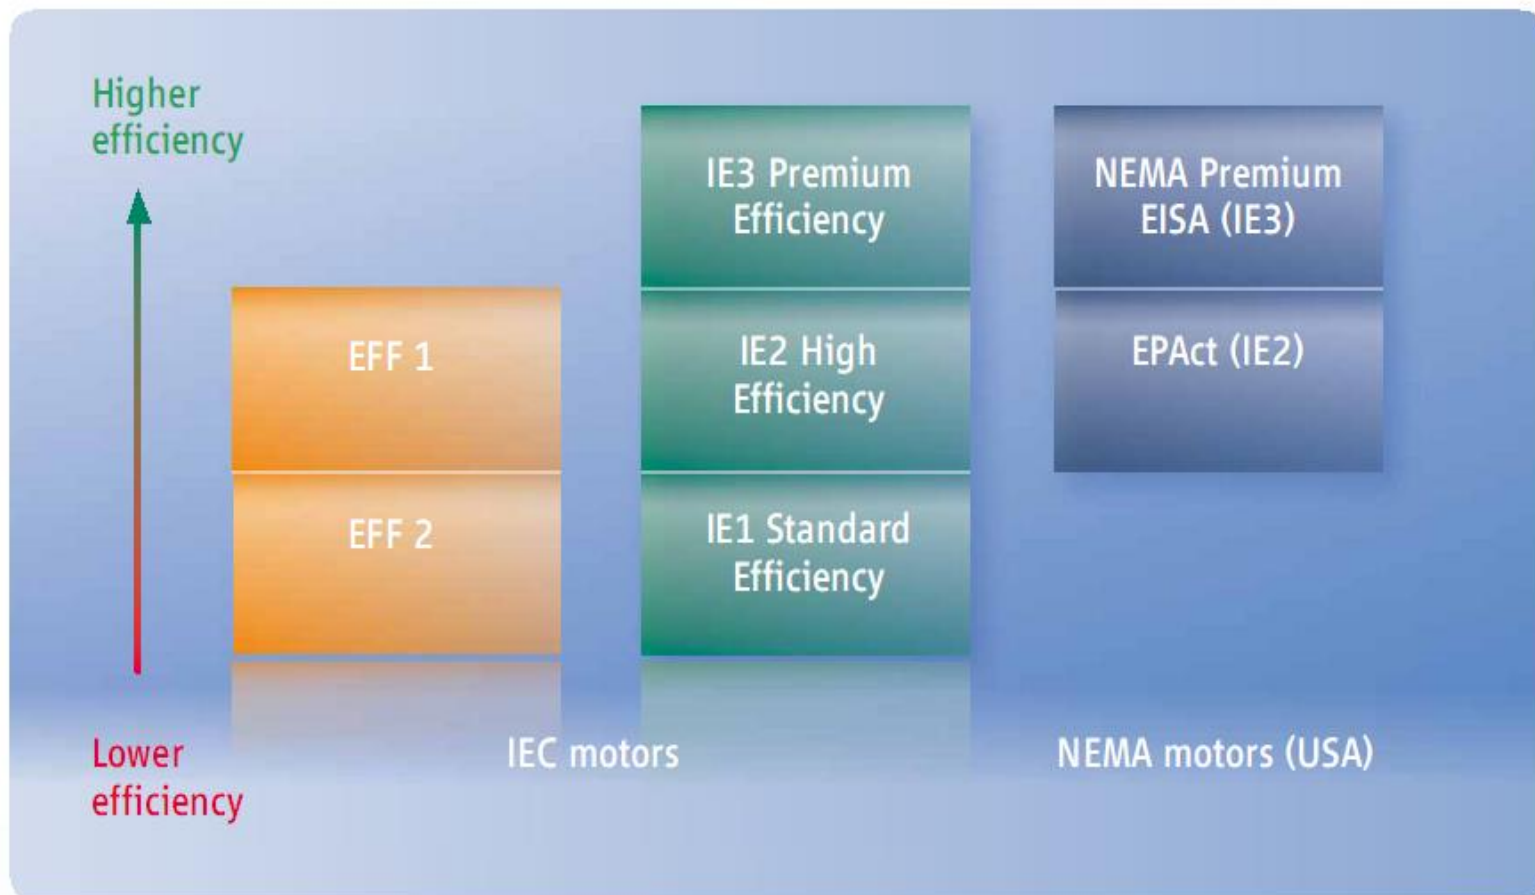 Higher
efficiency
IE3 Premium
Efficiency
NEMA Premium
EISA (IE3)
EFF 1
IE2 High
Efficiency
EPAct (IE2)
EFF 2
IE1 Standard
Efficiency
Lower
efficiency
IEC motors
NEMA motors (USA)